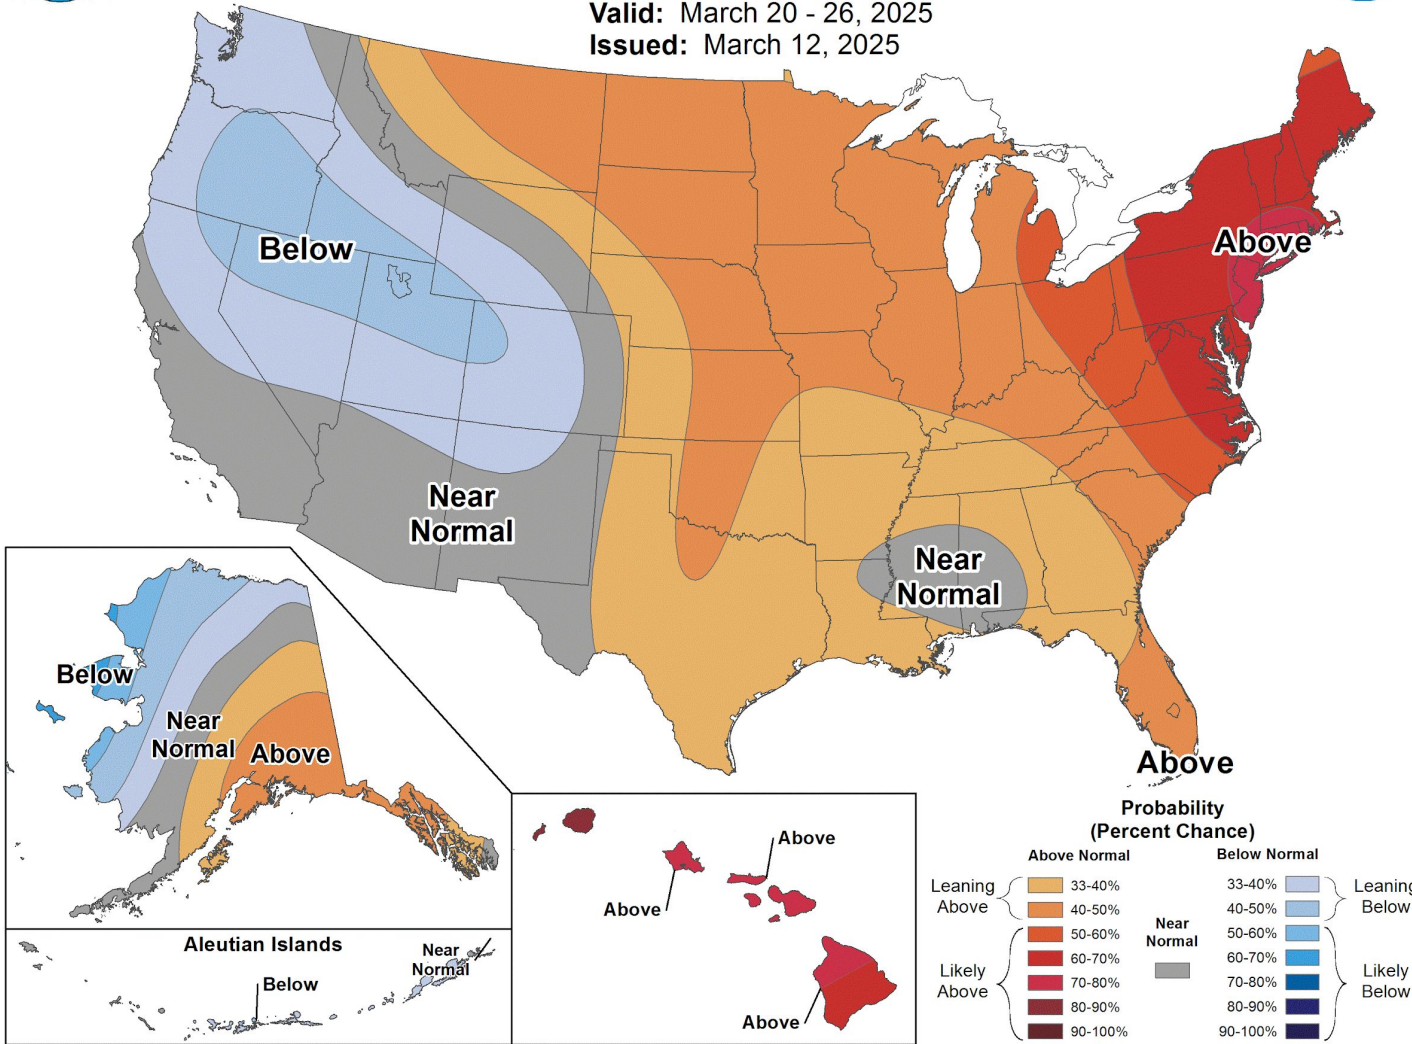 Valid: March 20 - 26, 2025
Issued: March 12, 2025
Below
Above
Near
Normal
Near
Normal
Above
Below
Near
Normal
Above
Aleutian Islands
Near
Normal
Below
Above
Above
Above
Probability
(Percent Chance)
Above Normal
Below Normal
Leaning
Above
33-40%
40-50%
Likely
Above
50-60%
60-70%
70-80%
80-90%
90-100%
Near
Normal
33-40%
40-50%
Leaning
Below
50-60%
60-70%
70-80%
80-90%
90-100%
Likely
Below